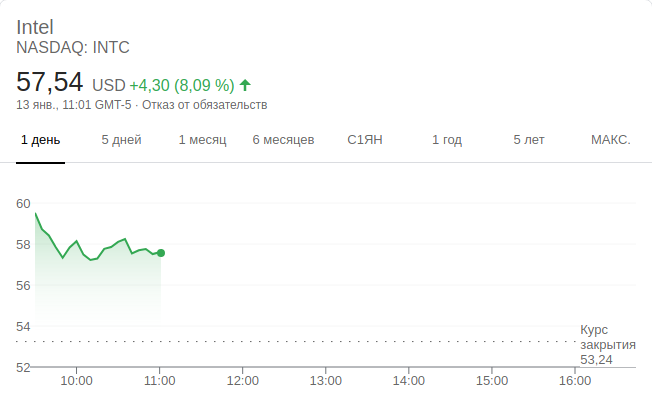 Intel
NASDAQ: INTC
57,54 USD +4,30 (8,09 %)
13 янв., 11:01 GMT-5 · Отказ от обязательств
1 день 5 дней 1 месяц 6 месяцев С1ЯН 1 год 5 лет МАКС.
60
58
56
54
Курс
закрытия
53,24
52
10:00 11:00 12:00 13:00 14:00 15:00 16:00